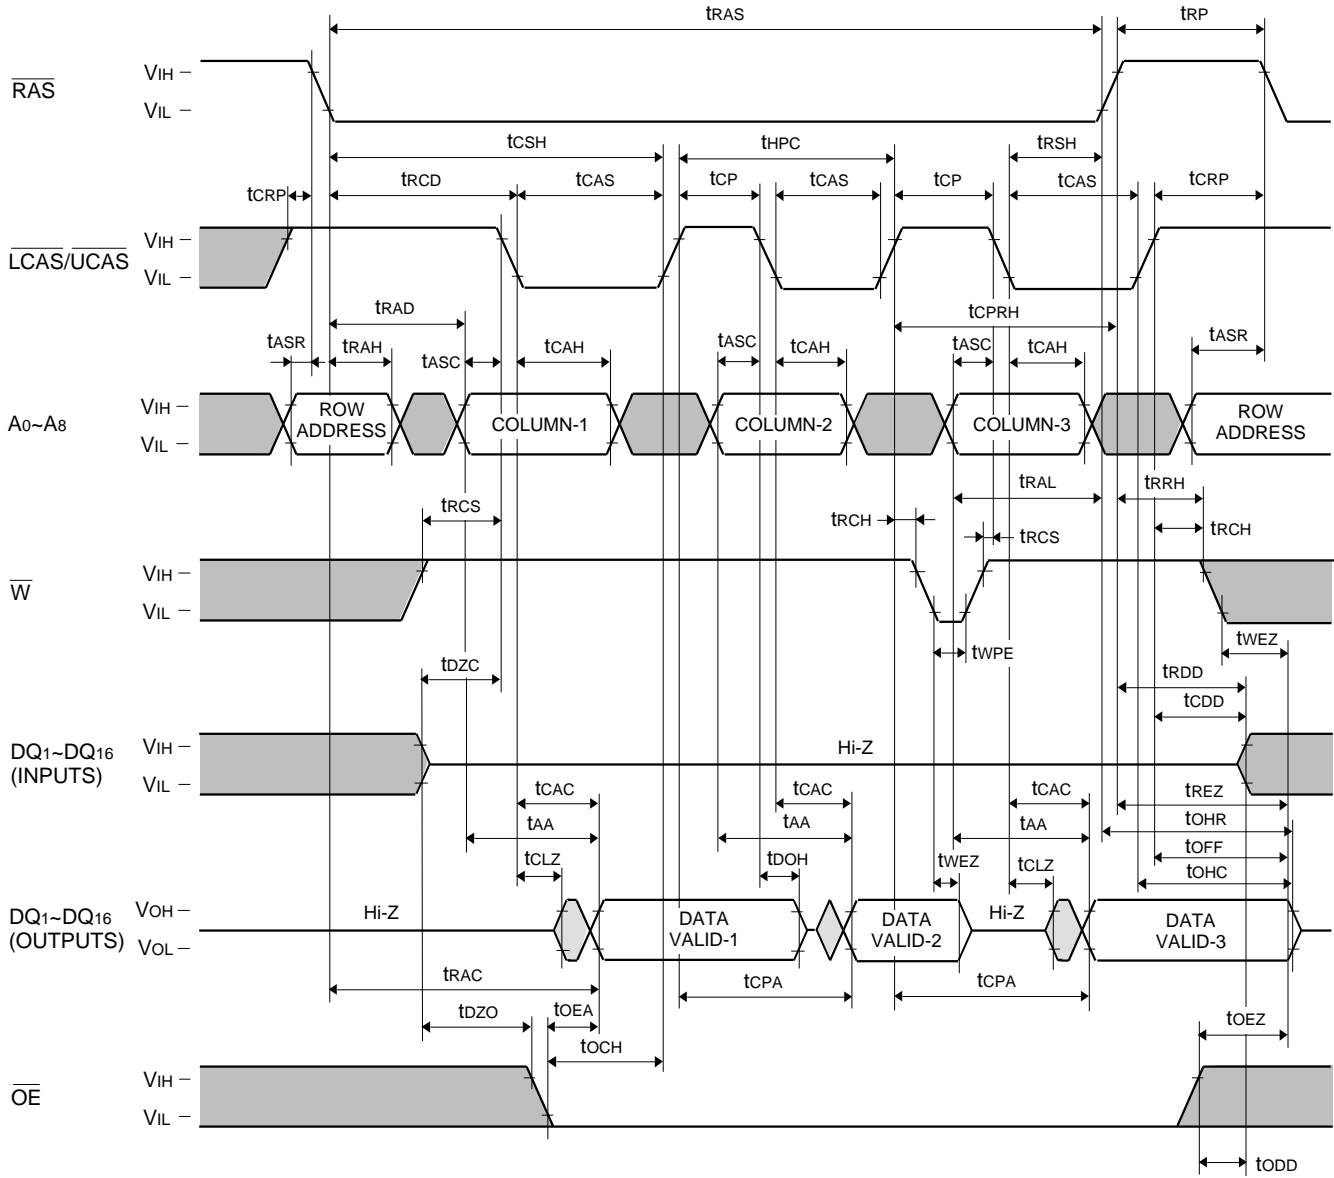 tRAS tRP
RAS VIH
VIL
tCSH tHPC tRSH
tCRP tRCD tCAS tCP tCAS tCP tCAS tCRP
LCAS/UCAS VIH
VIL
tRAD tCPRH
tASR tRAH tASC tCAH tASC tCAH tASC tCAH tASR
A0~A8 VIH
VIL
ROW
ADDRESS
COLUMN-1
COLUMN-2
COLUMN-3
ROW
ADDRESS
tRAL tRRH
tRCS tRCH tRCS tRCH
W VIH
VIL
tWPE tWEZ
tDZC tRDD
tCDD
DQ1~DQ16
(INPUTS)
VIH
VIL
Hi-Z
tCAC tCAC tCAC tREZ
tAA tAA tAA tOHR
tCLZ tDOH tWEZ tCLZ tOFF
tOHC
DQ1~DQ16
(OUTPUTS)
VOH
VOL
Hi-Z
DATA
VALID-1
DATA
VALID-2
Hi-Z
DATA
VALID-3
tRAC tCPA tCPA
tDZO tOEA tOEZ
tOCH
OE VIH
VIL
tODD